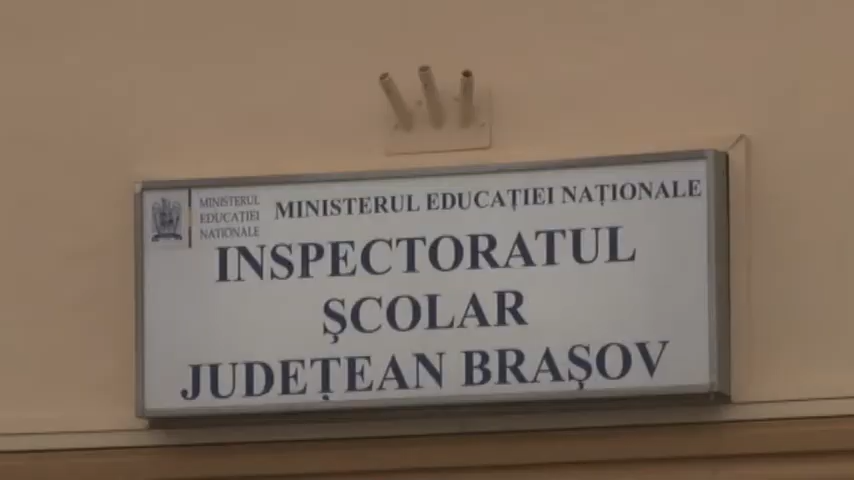 MINISTERUL
EDUCAȚIEI
NAȚIONALE
MINISTERUL EDUCAȚIEI NAȚIONALE
INSPECTORATUL
ŞCOLAR
JUDEȚEAN BRAŞOV